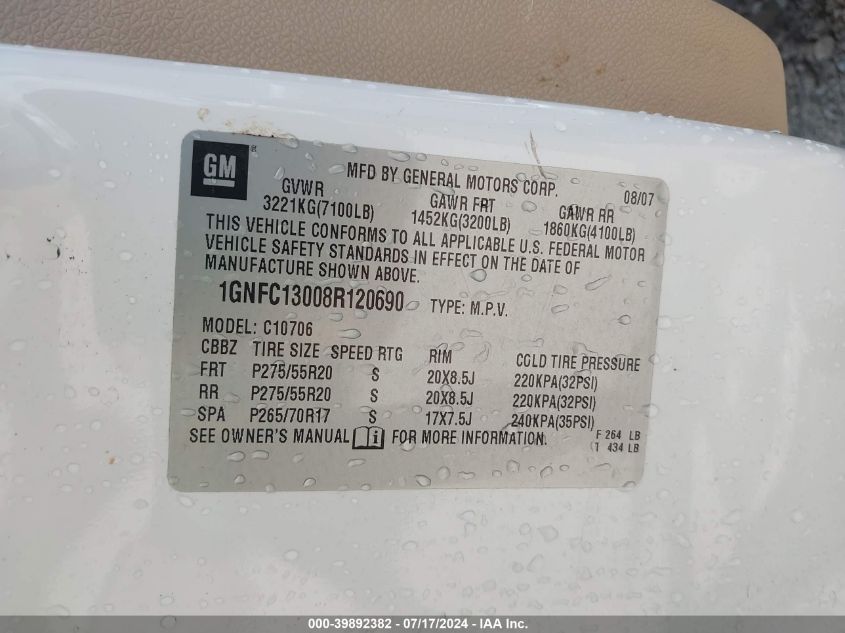 GM ® MFD BY GENERAL MOTORS CORP. 08/07
GVWR GAWR FRT GAWR RR
3221KG(7100LB) 1452KG(3200LB) 1860KG(4100LB)
THIS VEHICLE CONFORMS TO ALL APPLICABLE U.S. FEDERAL MOTOR
VEHICLE SAFETY STANDARDS IN EFFECT ON THE DATE OF
MANUFACTURE SHOWN ABOVE.
1GNFC13008R120690 TYPE: M.P.V.
MODEL: C10706
CBBZ TIRE SIZE SPEED RTG RIM COLD TIRE PRESSURE
FRT P275/55R20 S 20X8.5J 220KPA(32PSI)
RR P275/55R20 S 20X8.5J 220KPA(32PSI)
SPA P265/70R17 S 17X7.5J 240KPA(35PSI)
SEE OWNER'S MANUAL i FOR MORE INFORMATION.
F 264 LB
T 434 LB
000-39892382 / 07/17/2024 - IAA Inc.